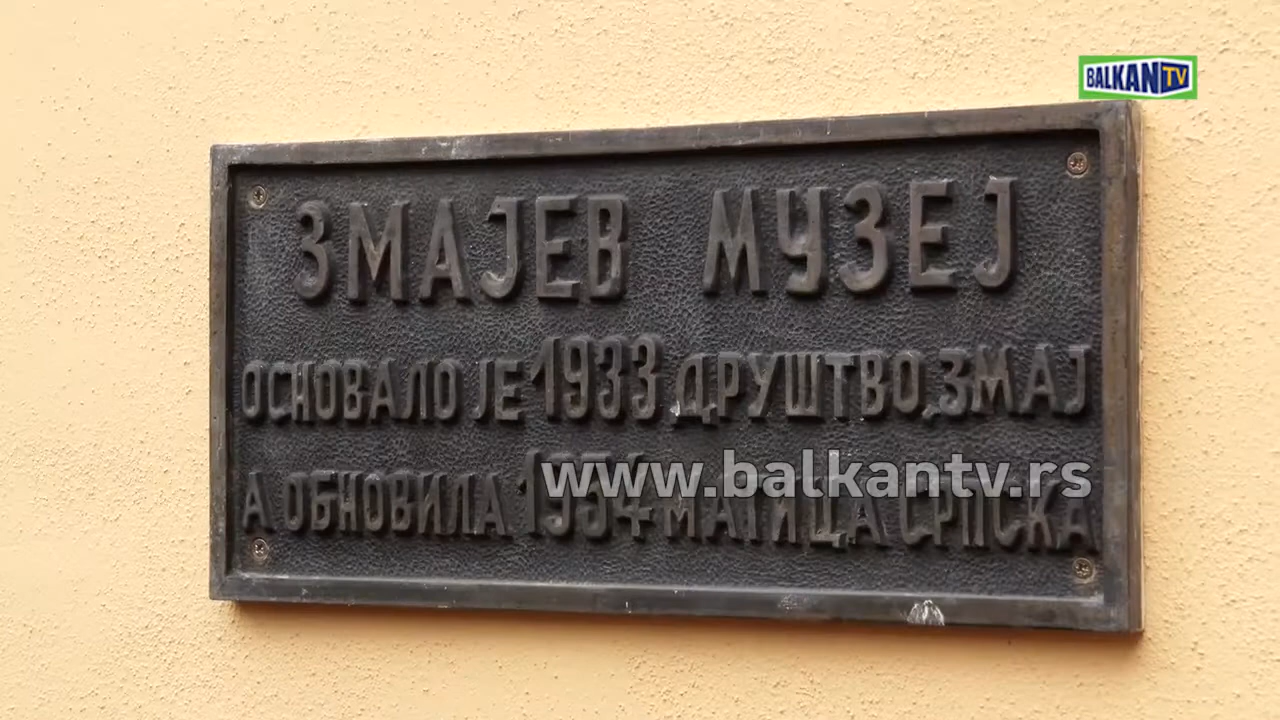 BALKAN TV
ЗМАЈЕВ МУЗЕЈ
ОСНОВАЛО ЈЕ 1933 ДРУШТВО „ЗМАЈ
А ОБНОВИЛА 1954 МАТИЦА СРПСКА
www.balkantv.rs